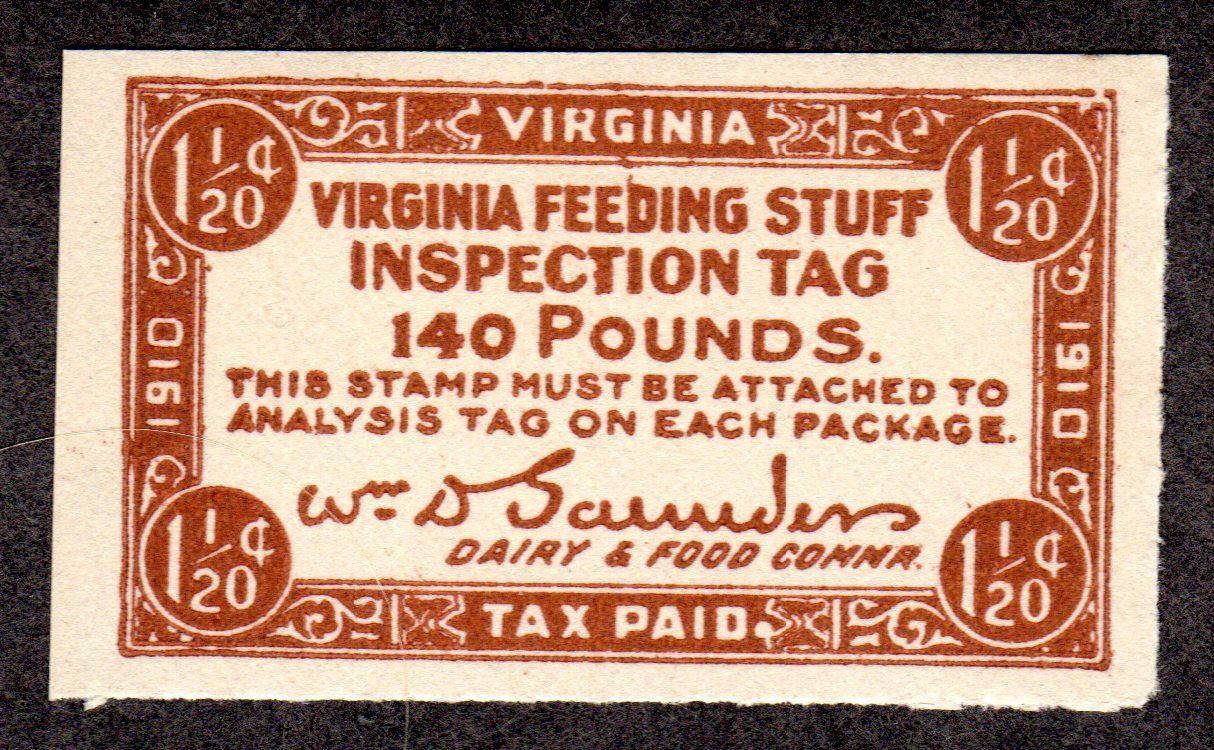 VIRGINIA
1 1/20 ¢
1 1/20 ¢
VIRGINIA FEEDING STUFF
INSPECTION TAG
140 POUNDS.
THIS STAMP MUST BE ATTACHED TO
ANALYSIS TAG ON EACH PACKAGE.
1910
1910
Wm D Saunders
DAIRY & FOOD COMNR.
1 1/20 ¢
1 1/20 ¢
TAX PAID.